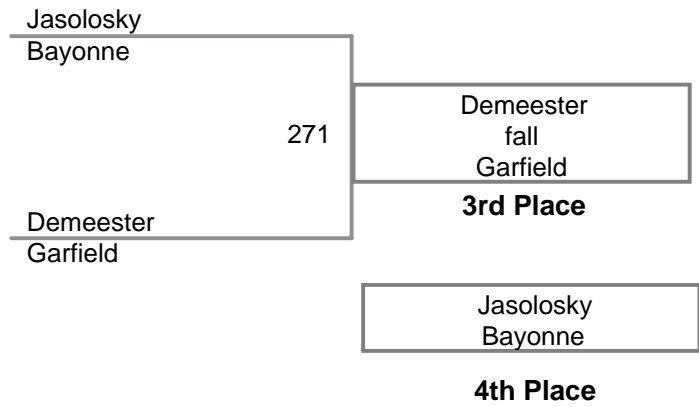 Jasolosky
Bayonne
271
Demeester
fall
Garfield
3rd Place
Demeester
Garfield
Jasolosky
Bayonne
4th Place